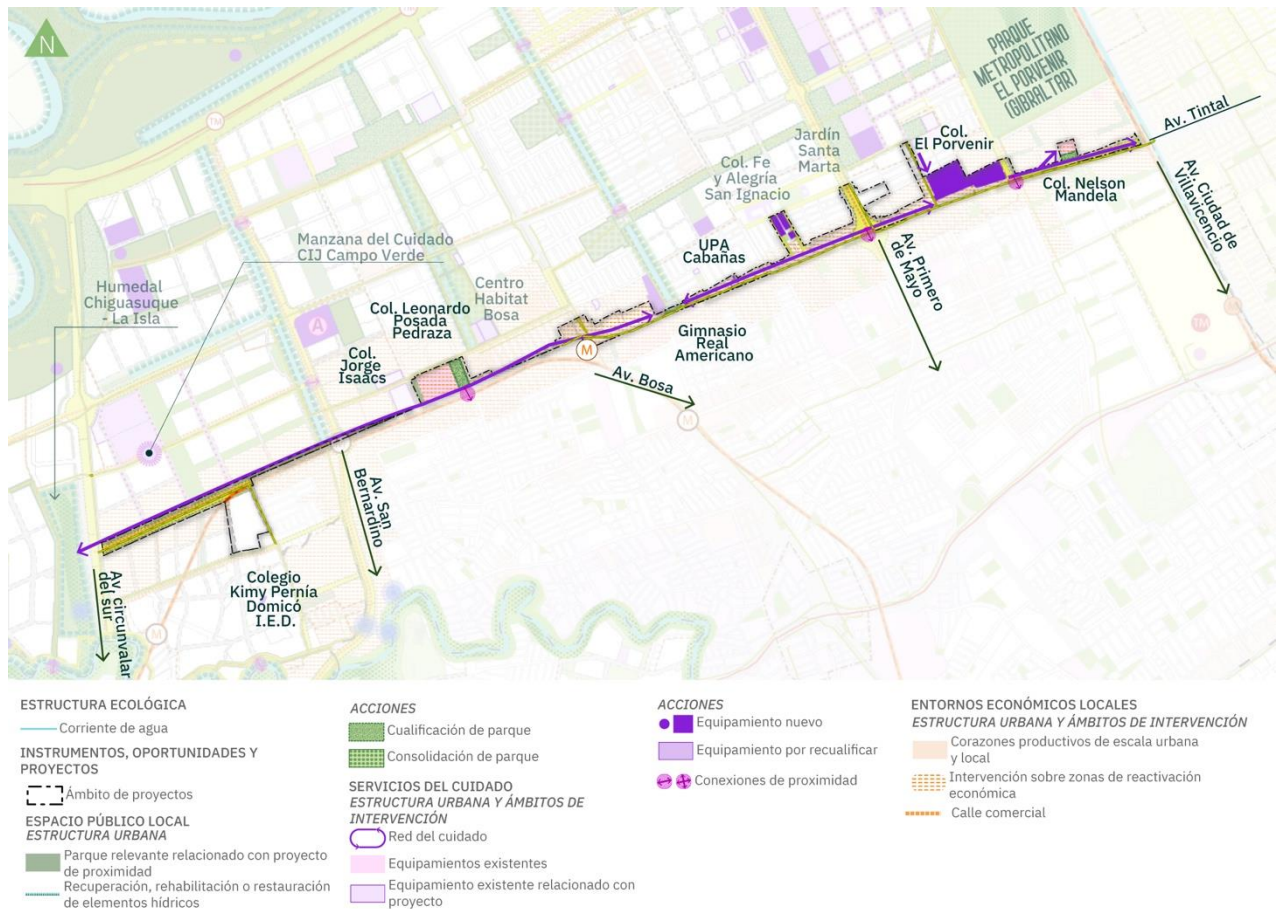 N
PARQUE
METROPOLITANO
EL PORVENIR
(GIBRALTAR)
Av. Tintal
Col.
El Porvenir
Jardín
Santa
Marta
Col. Fe
y Alegría
San Ignacio
Col. Nelson
Mandela
Av. Ciudad de
Villavicencio
TM
TM
Manzana del Cuidado
CIJ Campo Verde
UPA
Cabañas
Av. Primero
de Mayo
Humedal
Chiguasuque
- La Isla
Centro
Habitat
Bosa
Col. Leonardo
Posada
Pedraza
A
Gimnasio
Real
Americano
M
Col.
Jorge
Isaacs
Av. Bosa
M
Av. San
Bernardino
Colegio
Kimy Pernía
Domicó
I.E.D.
Av. circunvalar
del sur
M
ESTRUCTURA ECOLÓGICA
Corriente de agua
INSTRUMENTOS, OPORTUNIDADES Y
PROYECTOS
Ámbito de proyectos
ESPACIO PÚBLICO LOCAL
ESTRUCTURA URBANA
Parque relevante relacionado con proyecto
de proximidad
Recuperación, rehabilitación o restauración
de elementos hídricos
ACCIONES
Cualificación de parque
Consolidación de parque
SERVICIOS DEL CUIDADO
ESTRUCTURA URBANA Y ÁMBITOS DE
INTERVENCIÓN
Red del cuidado
Equipamientos existentes
Equipamiento existente relacionado con
proyecto
ACCIONES
Equipamiento nuevo
Equipamiento por recualificar
Conexiones de proximidad
ENTORNOS ECONÓMICOS LOCALES
ESTRUCTURA URBANA Y ÁMBITOS DE INTERVENCIÓN
Corazones productivos de escala urbana
y local
Intervención sobre zonas de reactivación
económica
Calle comercial